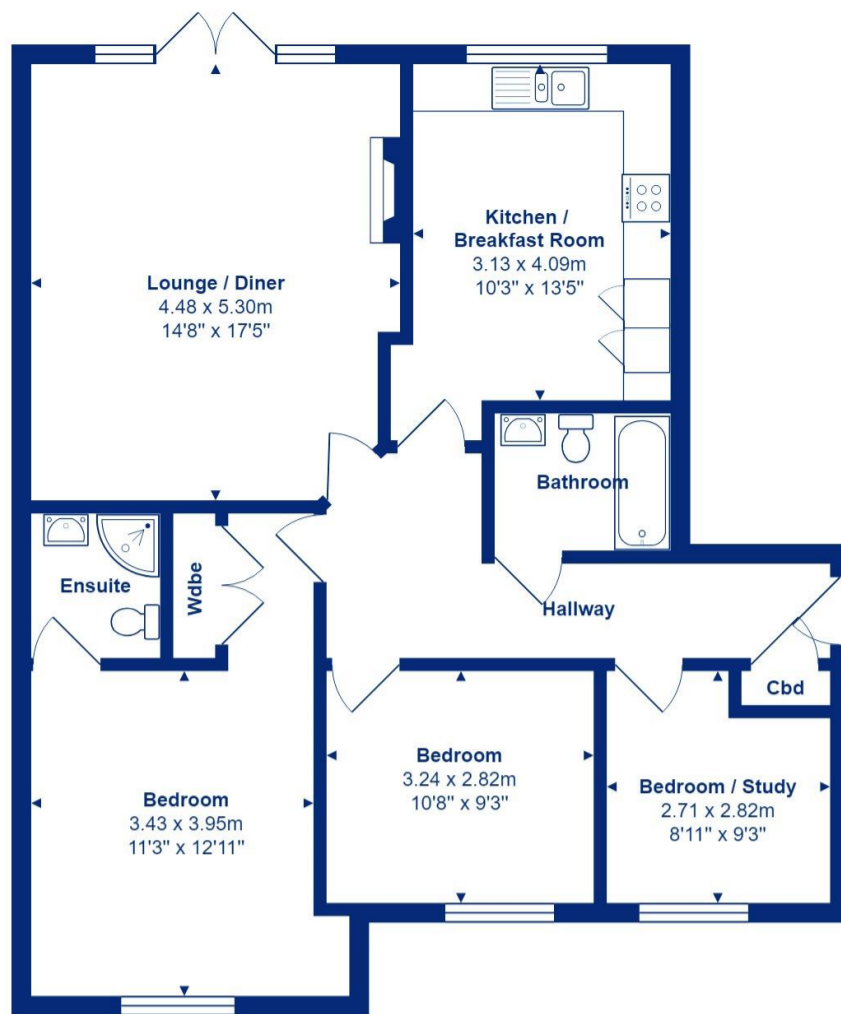 Kitchen /
Breakfast Room
3.13 x 4.09m
10'3" x 13'5"
Lounge / Diner
4.48 x 5.30m
14'8" x 17'5"
Bathroom
Ensuite
Wdbe
Hallway
Cbd
Bedroom
3.43 x 3.95m
11'3" x 12'11"
Bedroom
3.24 x 2.82m
10'8" x 9'3"
Bedroom / Study
2.71 x 2.82m
8'11" x 9'3"